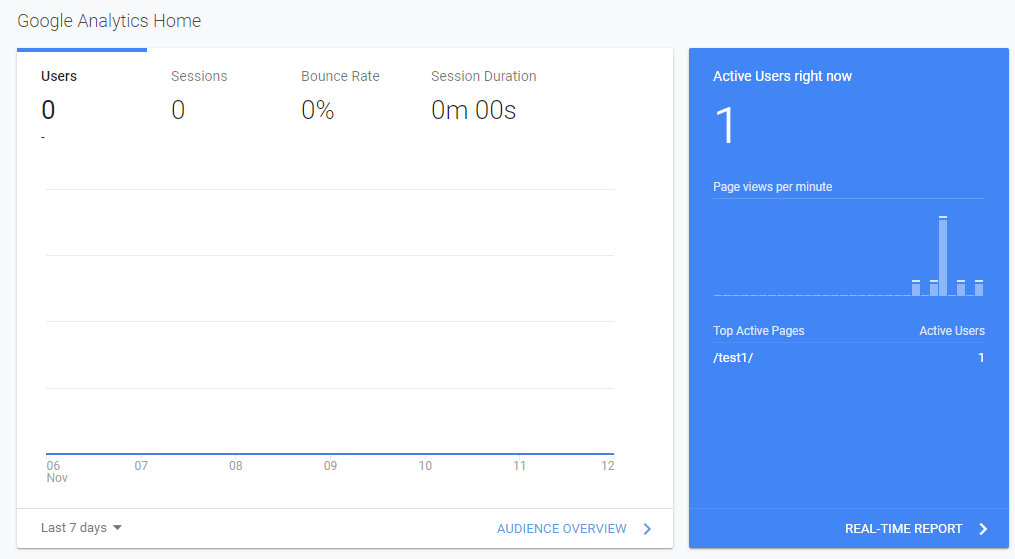 Google Analytics Home
Users Sessions Bounce Rate Session Duration
0 0 0% 0m 00s
-
06 07 08 09 10 11 12
Nov
Last 7 days AUDIENCE OVERVIEW
Active Users right now
1
Page views per minute
Top Active Pages Active Users
/test1/ 1
REAL-TIME REPORT